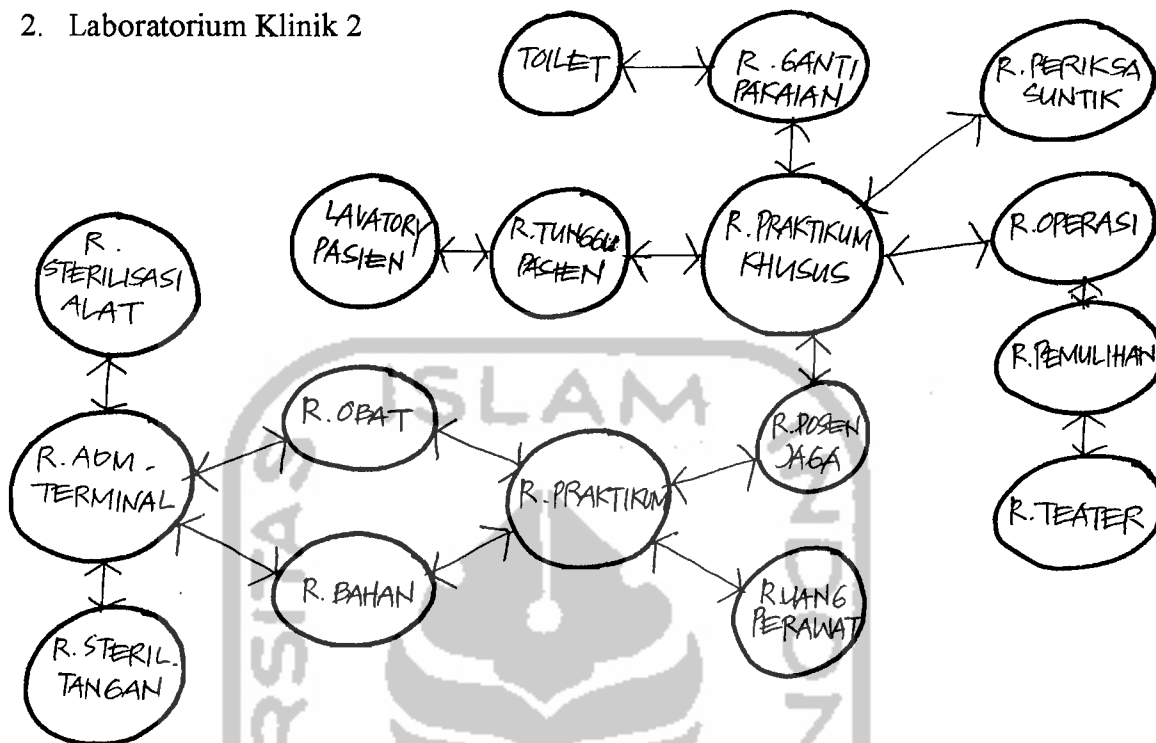 2. Laboratorium Klinik 2
TOILET
R. GANTI
PAKAIAN
R. PERIKSA
SUNTIK
LAVATORY
PASIEN
R. TUNGGU
PASIEN
R. PRAKTIKUM
KHUSUS
R. OPERASI
R.
STERILISASI
ALAT
R. PEMULIHAN
R. OBAT
R. DOSEN
JAGA
R. ADM -
TERMINAL
R. PRAKTIKUM
R. TEATER
R. BAHAN
RUANG
PERAWAT
R. STERIL.
TANGAN
ISLAM